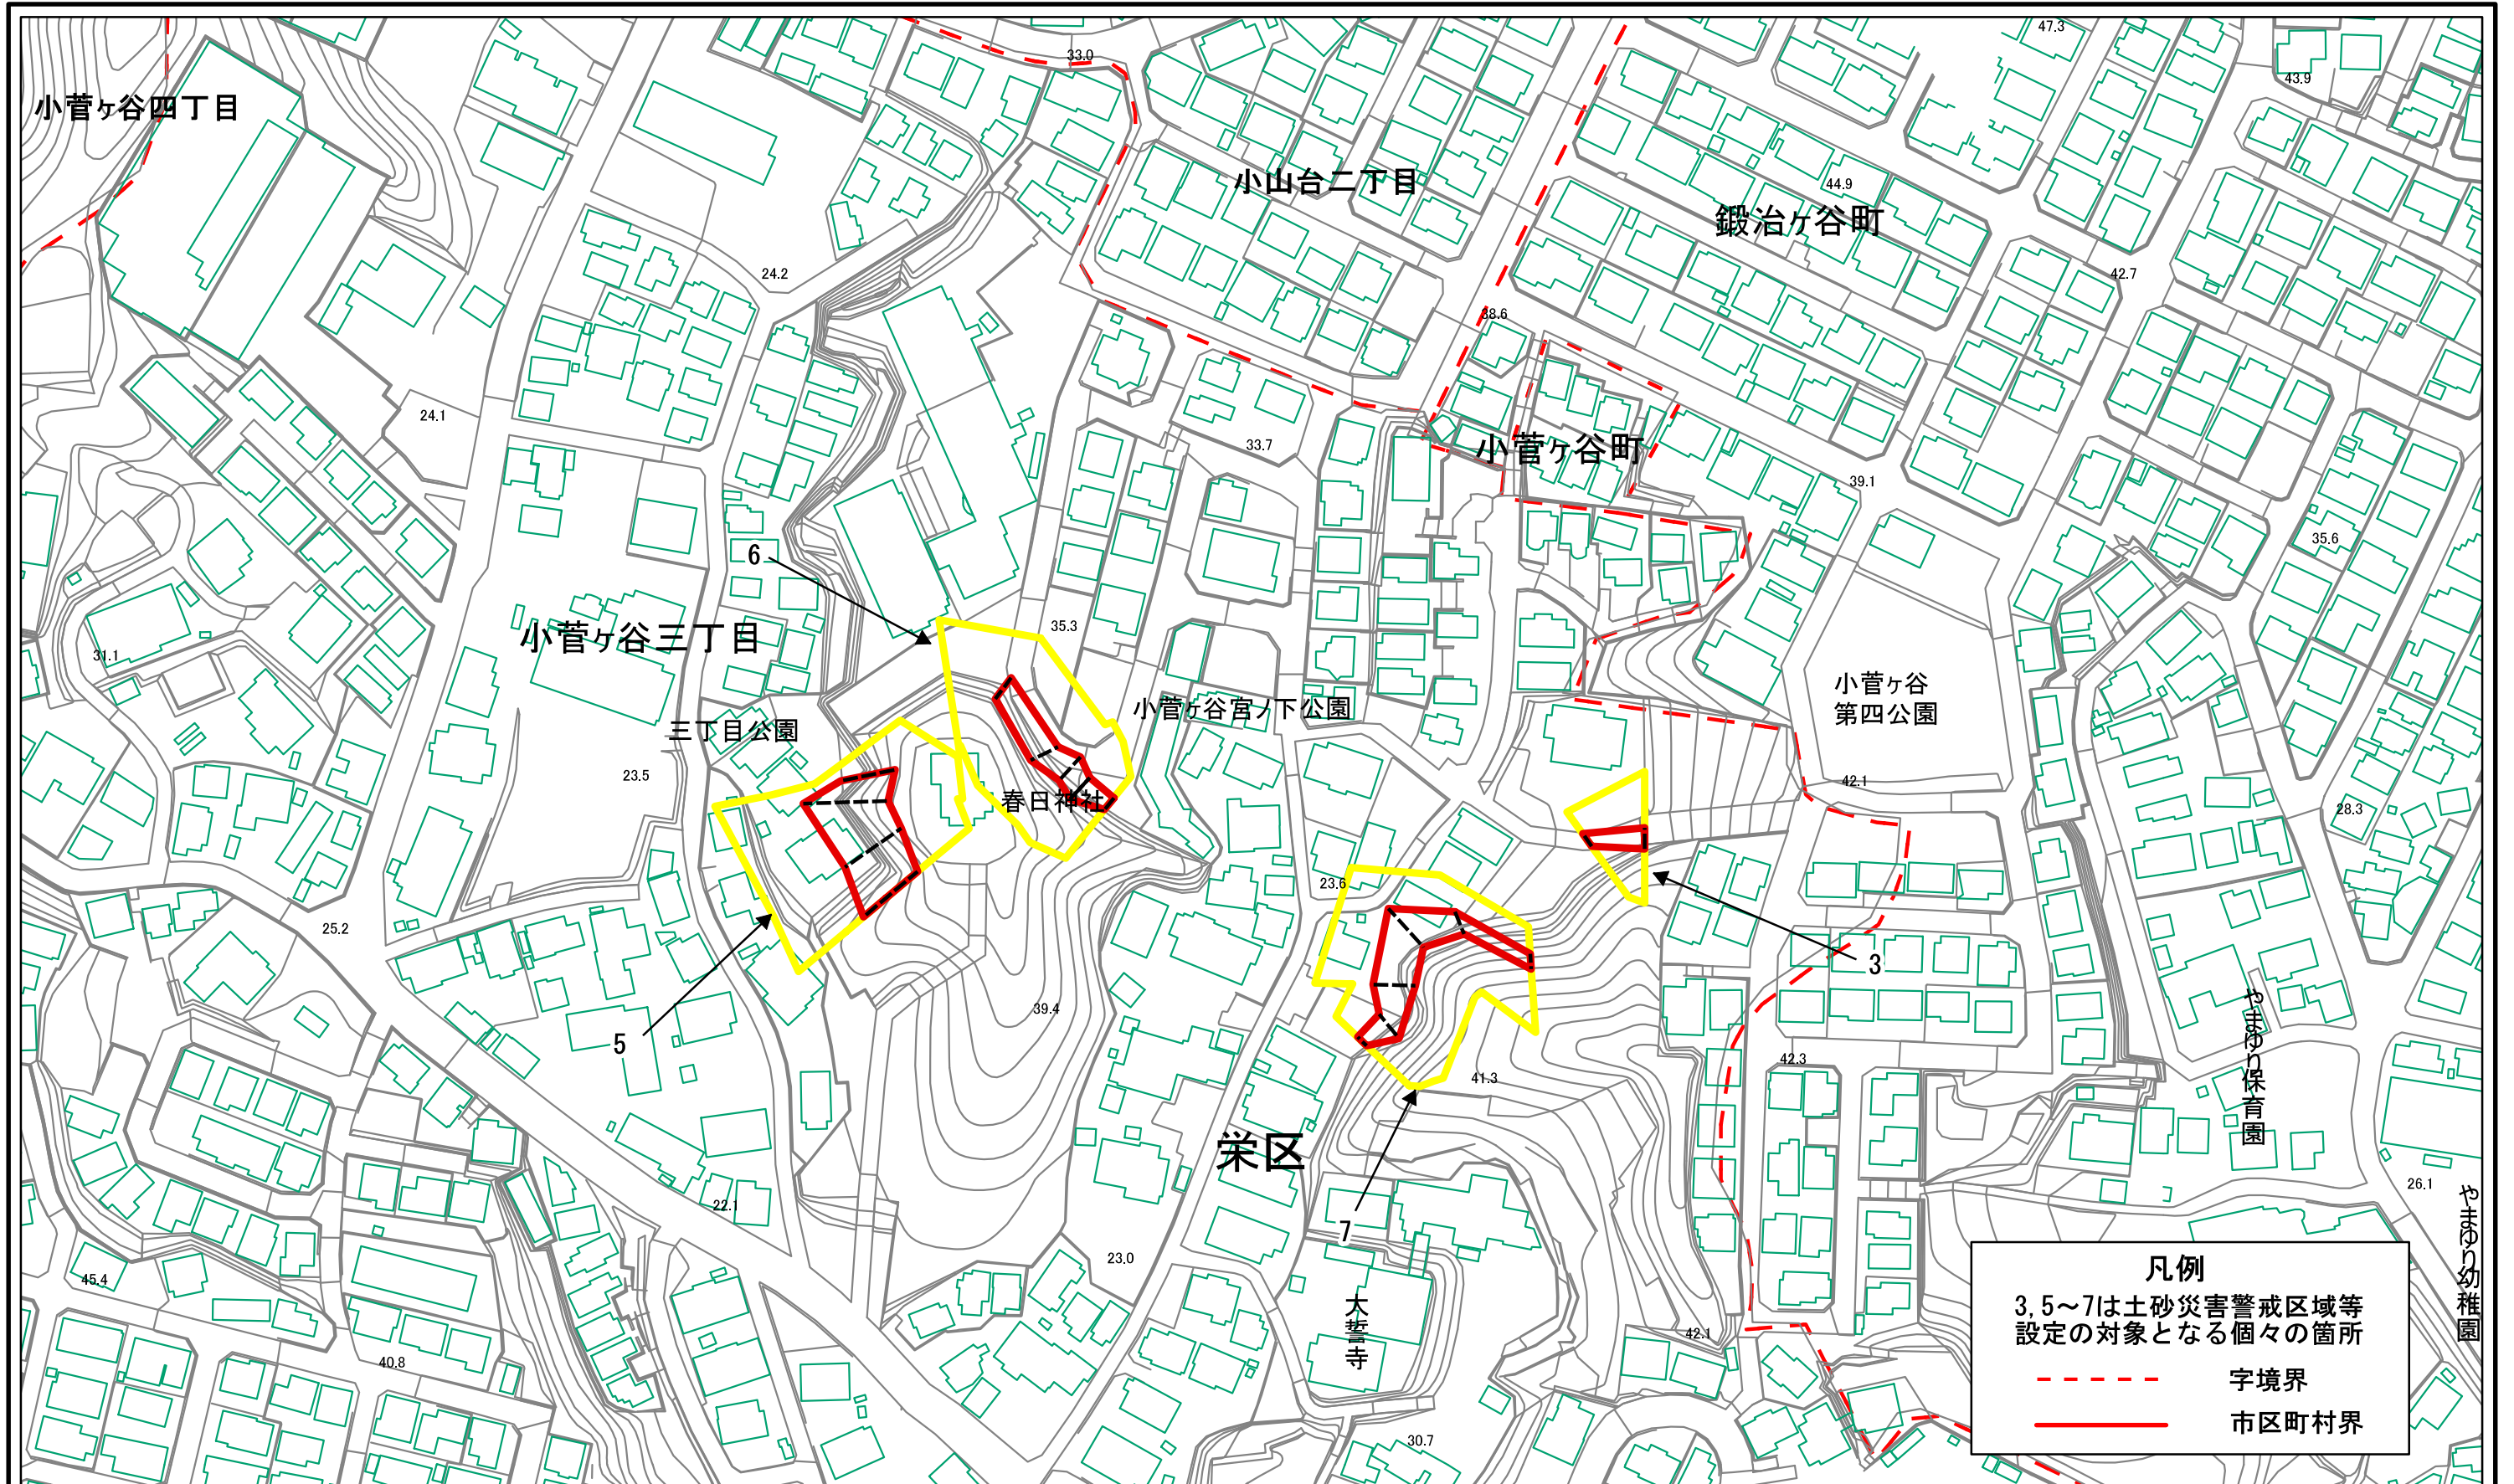 47.3
33.0
43.9
小菅ヶ谷四丁目
小山台二丁目
44.9
鍛冶ヶ谷町
24.2
42.7
38.6
24.1
33.7
小菅ヶ谷町
39.1
35.6
6
35.3
小菅ヶ谷三丁目
31.1
小菅ヶ谷
第四公園
小菅ヶ谷宮ノ下公園
三丁目公園
23.5
42.1
春日神社
28.3
23.6
25.2
3
39.4
5
やまゆり保育園
42.3
41.3
栄区
26.1
22.1
7
やまゆり幼稚園
23.0
45.4
大誓寺
42.1
40.8
30.7
凡例
3,5～7は土砂災害警戒区域等
設定の対象となる個々の箇所
字境界
市区町村界